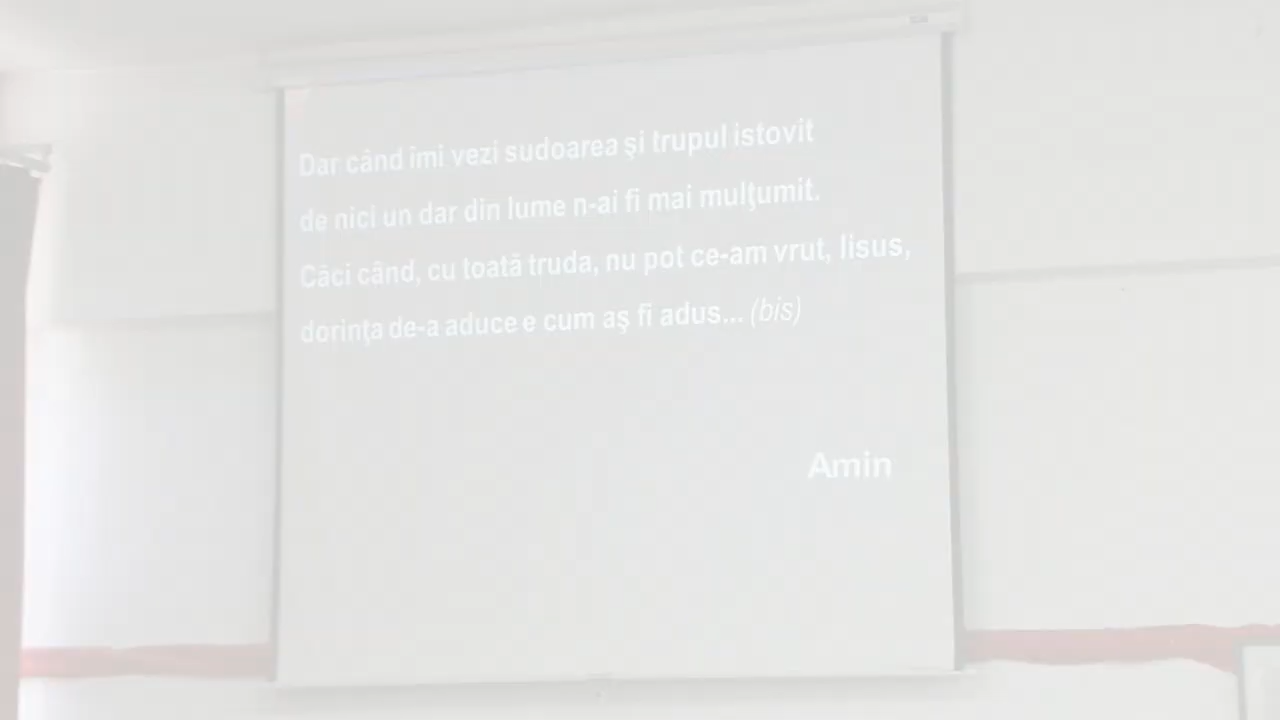 Dar când îmi vezi sudoarea şi trupul istovit
de nici un dar din lume n-ai fi mai mulţumit.
Căci când, cu toată truda, nu pot ce-am vrut, Iisus,
dorinţa de-a aduce e cum aş fi adus... (bis)
Amin